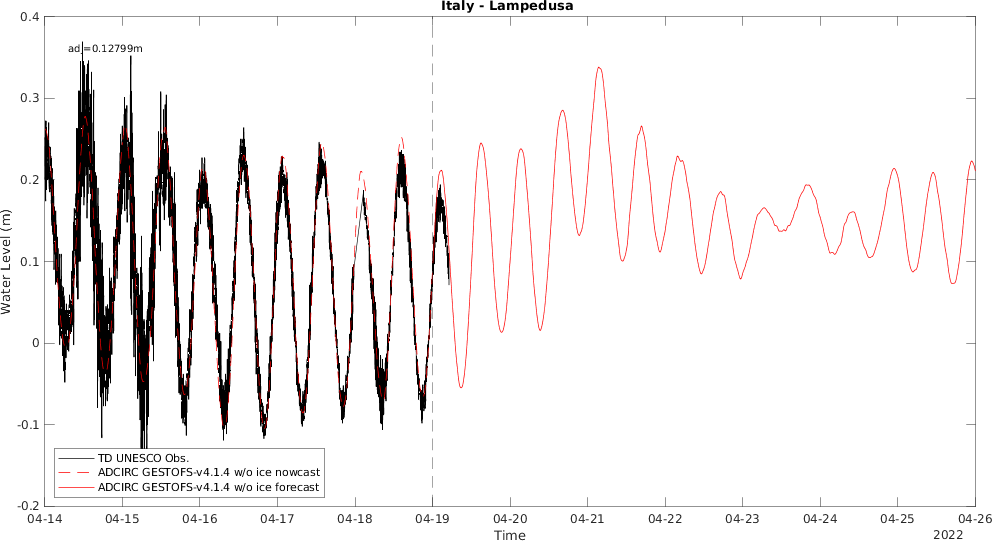 Italy - Lampedusa
ad =0.12799m
Water Level (m)
0.4
0.3
0.2
0.1
0
-0.1
-0.2
TD UNESCO Obs.
ADCIRC GESTOFS-v4.1.4 w/o ice nowcast
ADCIRC GESTOFS-v4.1.4 w/o ice forecast
04-14 04-15 04-16 04-17 04-18 04-19 04-20 04-21 04-22 04-23 04-24 04-25 04-26
Time
2022